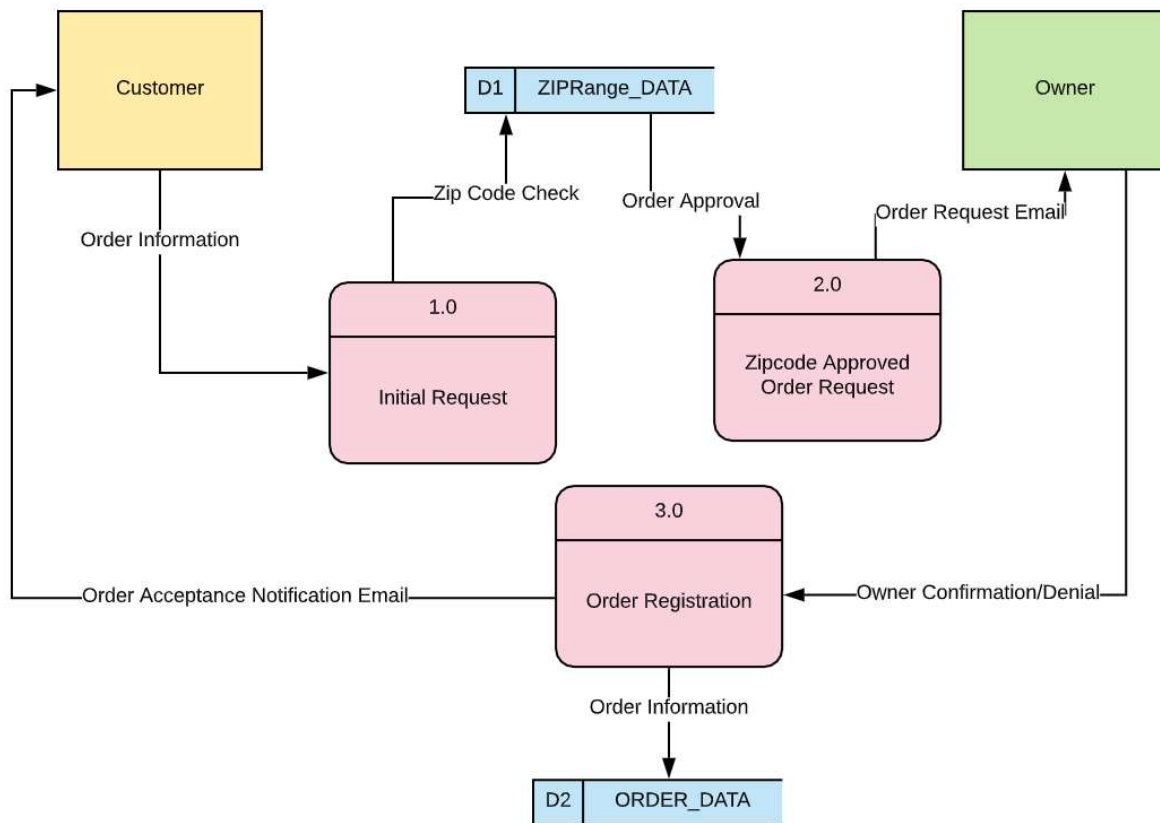 Customer
Owner
D1 ZIPRange_DATA
Zip Code Check
Order Approval
Order Request Email
Order Information
1.0
Initial Request
2.0
Zipcode Approved
Order Request
3.0
Order Registration
Order Acceptance Notification Email
Owner Confirmation/Denial
Order Information
D2 ORDER_DATA